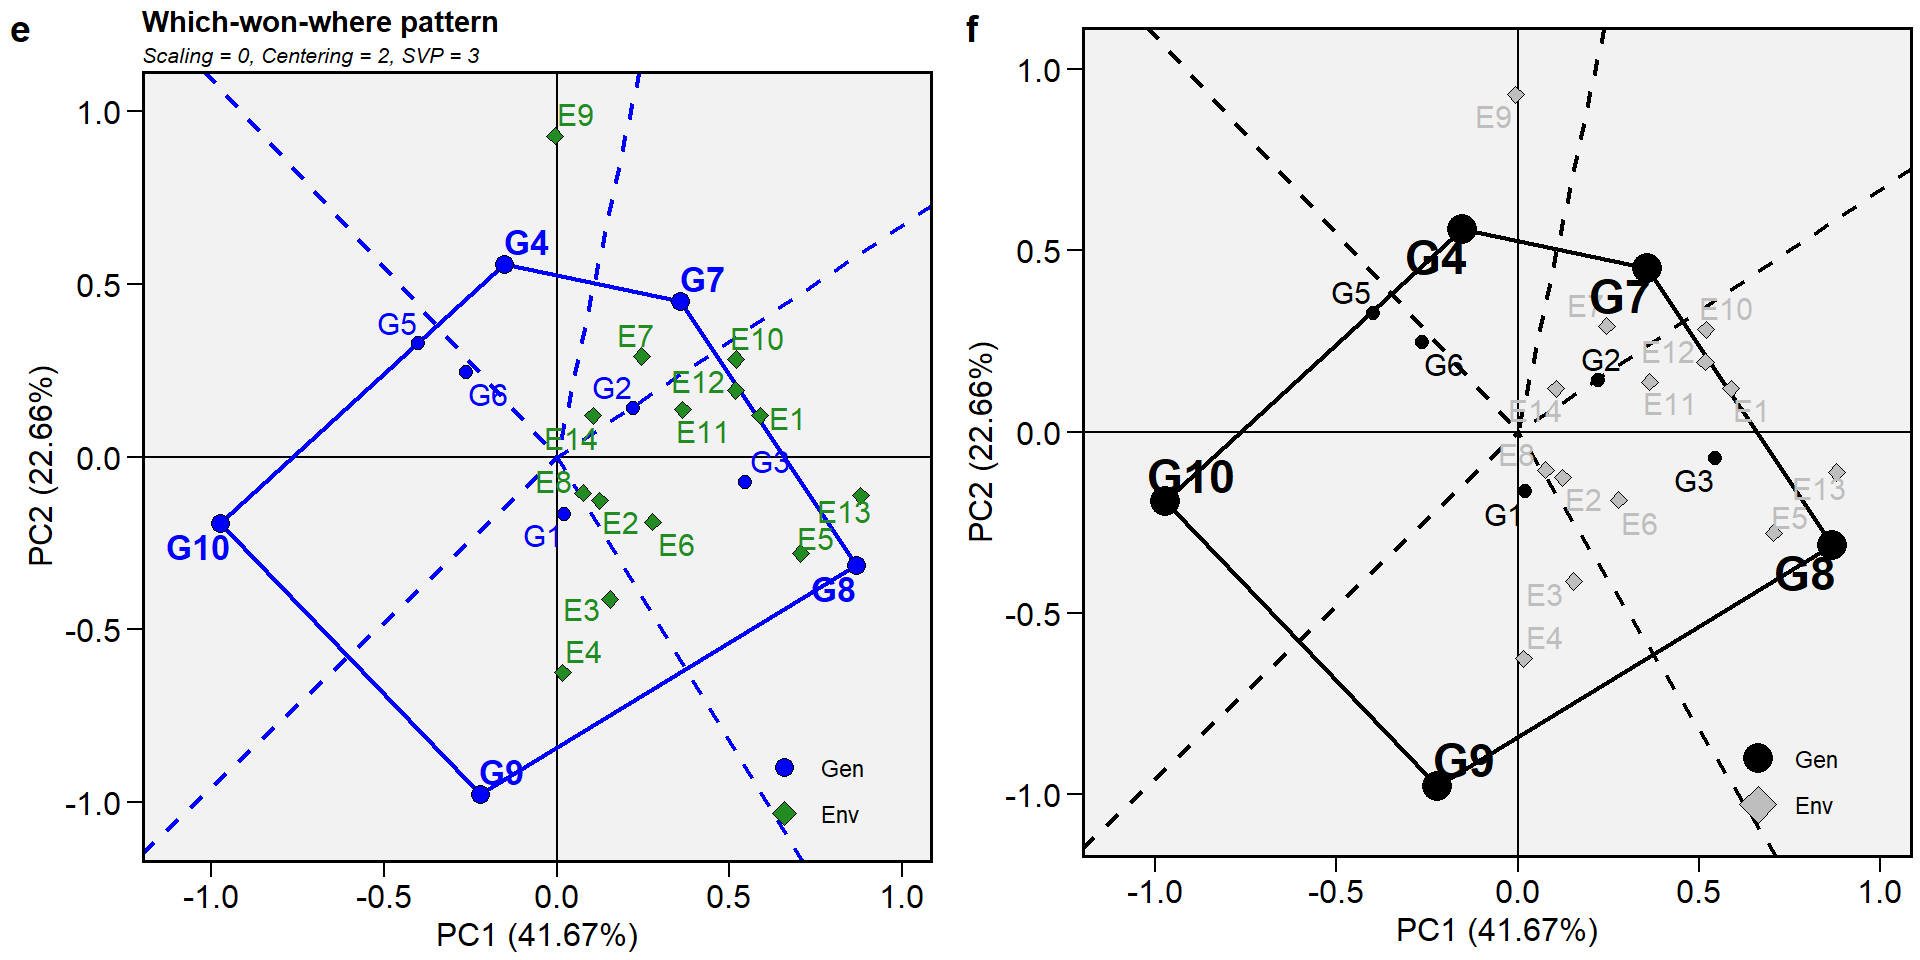 e
Which-won-where pattern
Scaling = 0, Centering = 2, SVP = 3
PC2 (22.66%)
1.0
0.5
0.0
-0.5
-1.0
E9
G4
G7
G5
E7
E10
G6
G2
E12
E14
E11
E1
G3
E8
E13
G10
G1
E2
E6
E5
G8
E3
E4
G9
Gen
Env
-1.0
-0.5
0.0
0.5
1.0
PC1 (41.67%)
f
PC2 (22.66%)
1.0
0.5
0.0
-0.5
-1.0
E9
G4
G5
E7
G7
E10
G6
G2
E12
E14
E11
E1
E8
G10
G3
E13
G1
E2
E6
E5
G8
E3
E4
G9
Gen
Env
-1.0
-0.5
0.0
0.5
1.0
PC1 (41.67%)